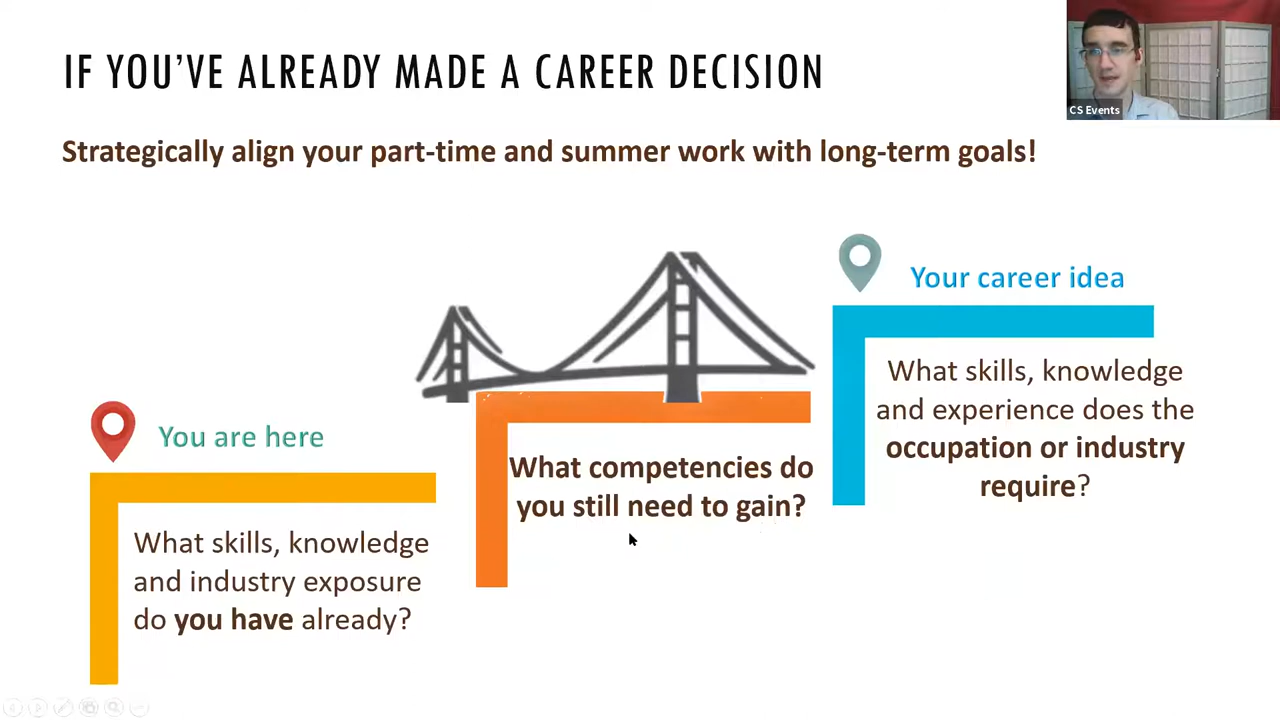 IF YOU'VE ALREADY MADE A CAREER DECISION
CS Events
Strategically align your part-time and summer work with long-term goals!
You are here
What skills, knowledge
and industry exposure
do you have already?
What competencies do
you still need to gain?
Your career idea
What skills, knowledge
and experience does the
occupation or industry
require?